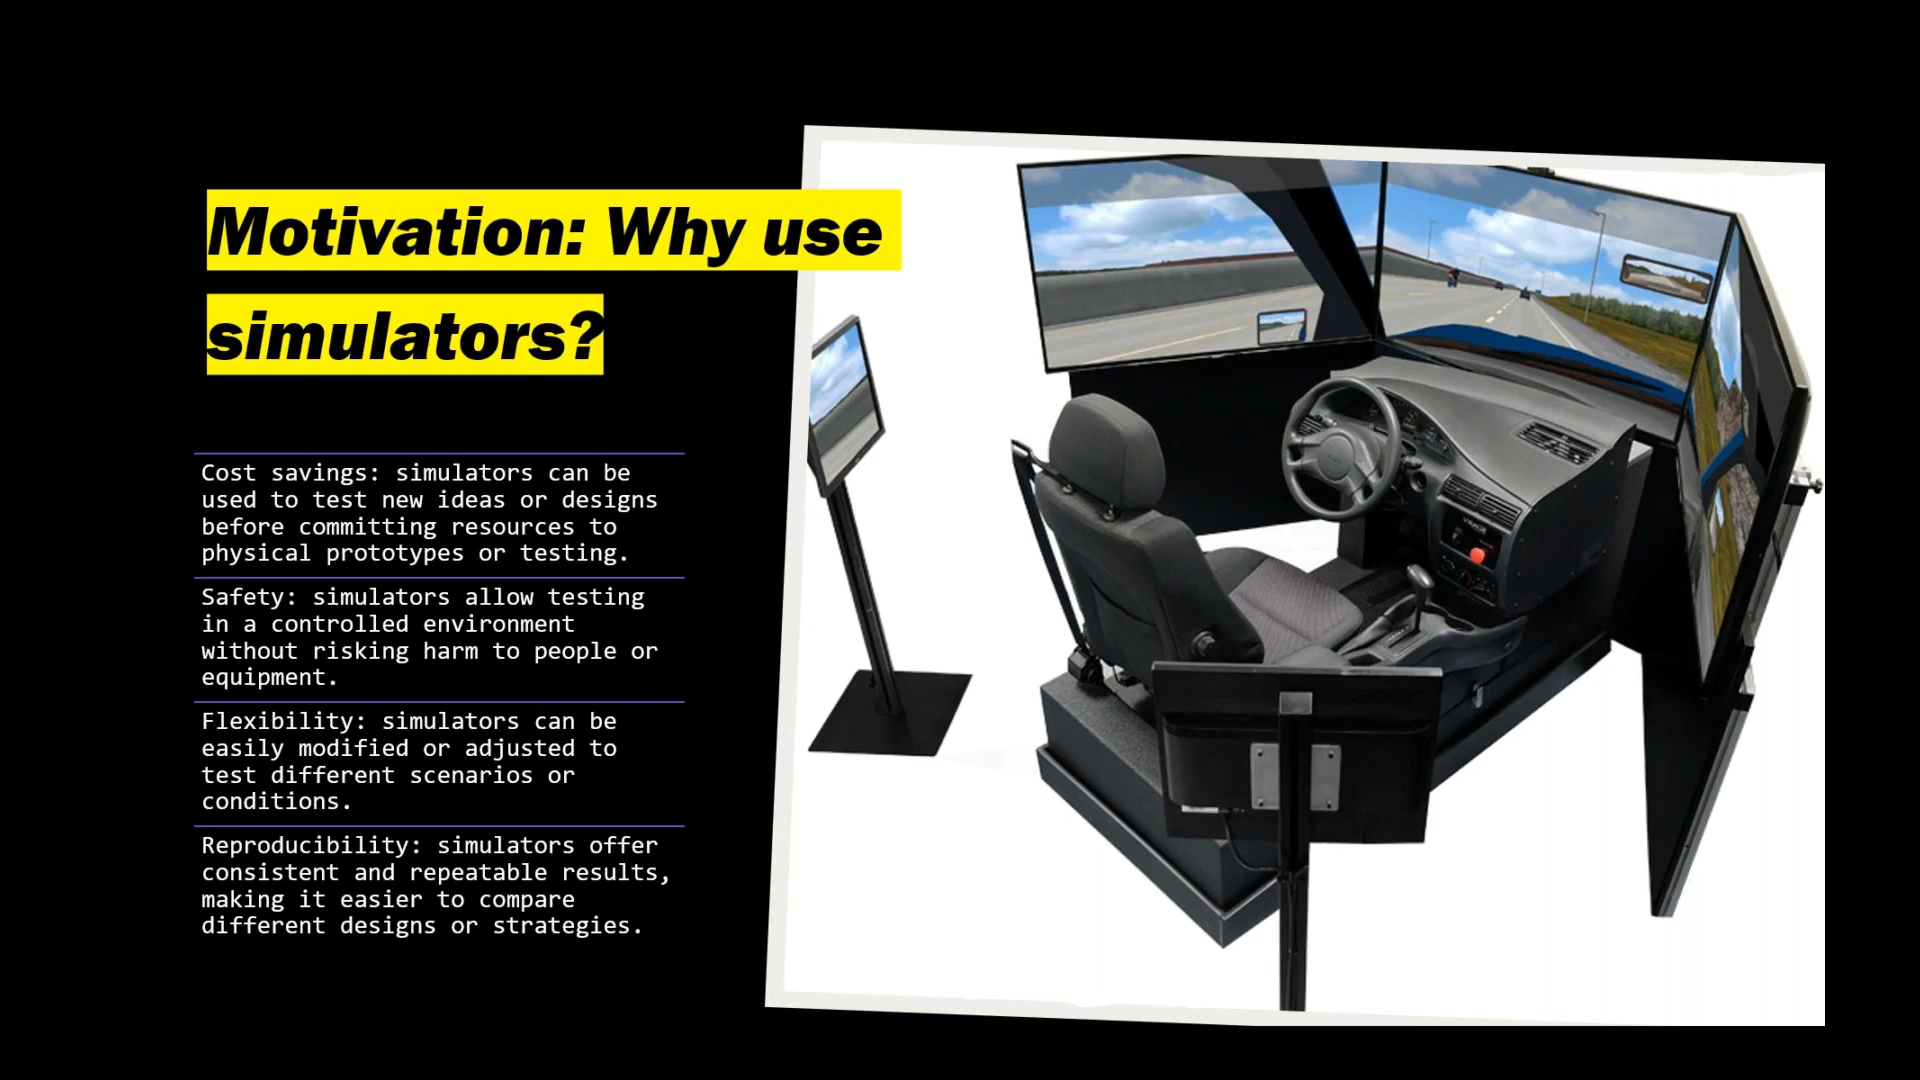 Motivation: Why use
simulators?
Cost savings: simulators can be
used to test new ideas or designs
before committing resources to
physical prototypes or testing.
Safety: simulators allow testing
in a controlled environment
without risking harm to people or
equipment.
Flexibility: simulators can be
easily modified or adjusted to
test different scenarios or
conditions.
Reproducibility: simulators offer
consistent and repeatable results,
making it easier to compare
different designs or strategies.